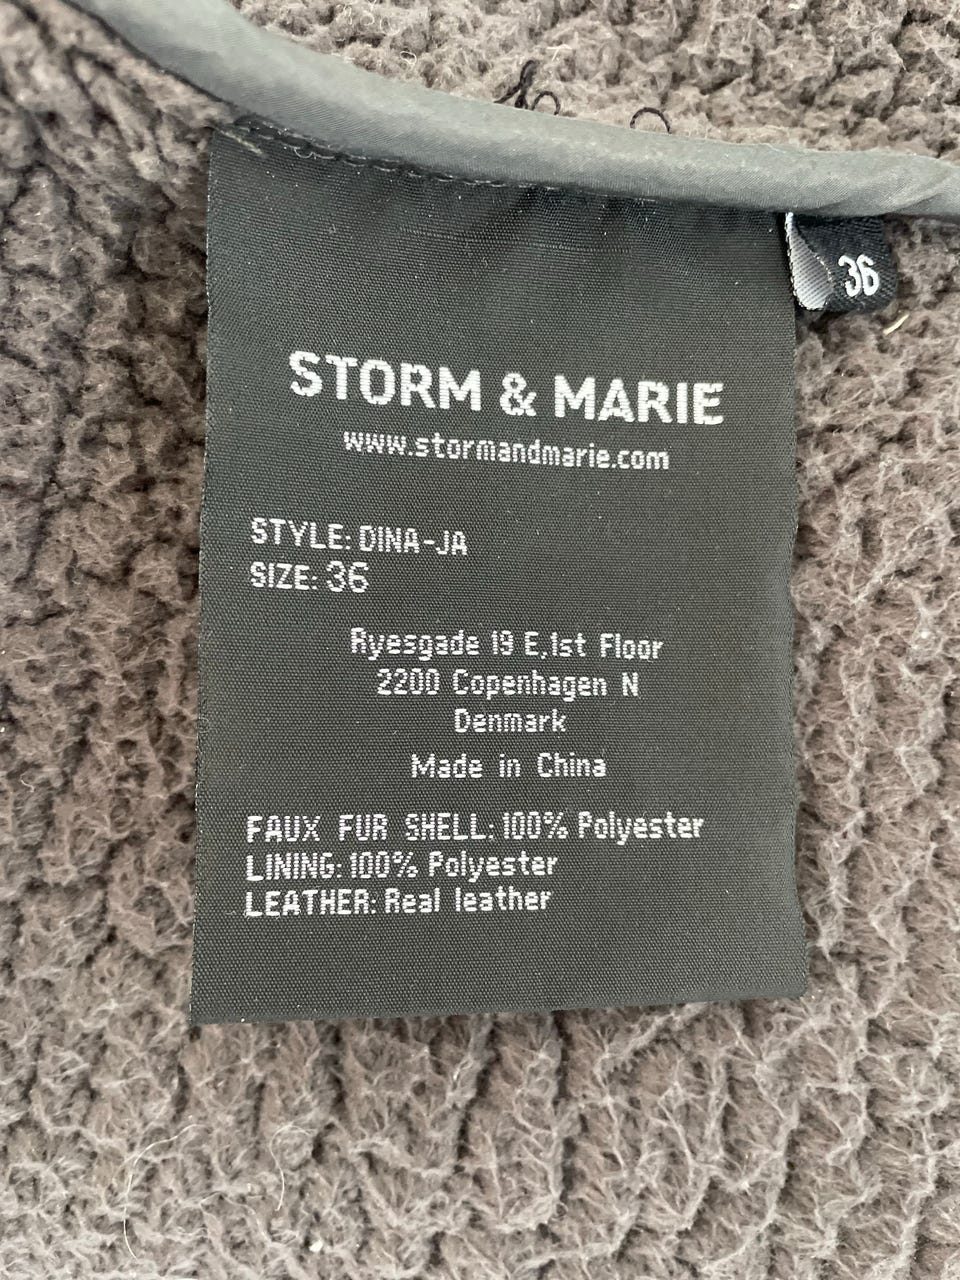 36
STORM & MARIE
www.stormandmarie.com
STYLE: DINA-JA
SIZE: 36
Ryesgade 19 E,1st Floor
2200 Copenhagen N
Denmark
Made in China
FAUX FUR SHELL: 100% Polyester
LINING: 100% Polyester
LEATHER: Real leather